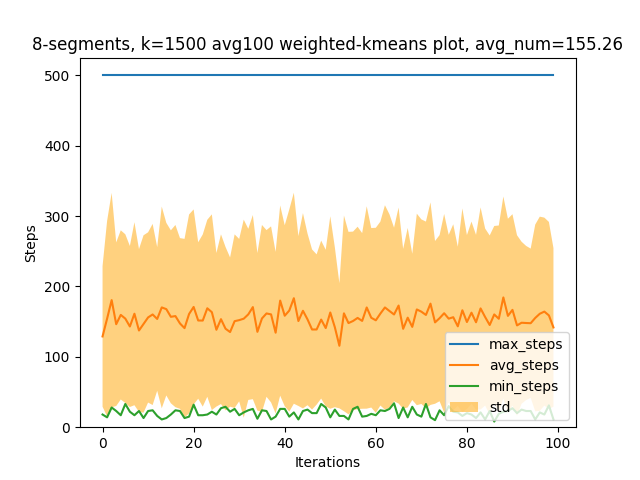 8-segments, k=1500 avg100 weighted-kmeans plot, avg_num=155.26
500
400
300
200
100
0
Steps
0
20
40
60
80
100
Iterations
max_steps
avg_steps
min_steps
std